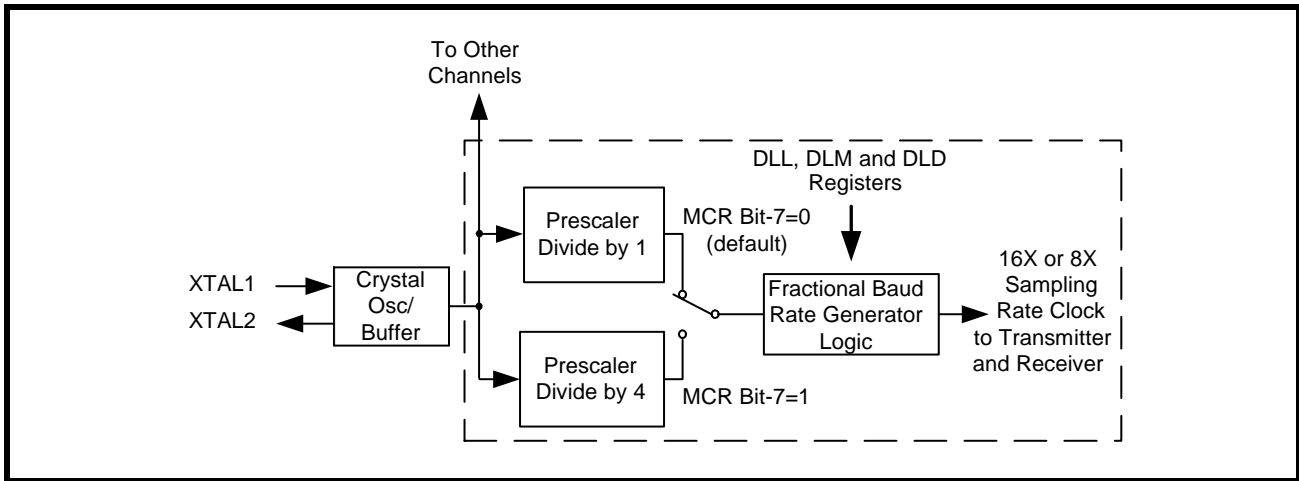 To Other
Channels
DLL, DLM and DLD
Registers
Prescaler
Divide by 1
MCR Bit-7=0
(default)
XTAL1
XTAL2
Crystal
Osc/
Buffer
Fractional Baud
Rate Generator
Logic
16X or 8X
Sampling
Rate Clock
to Transmitter
and Receiver
Prescaler
Divide by 4
MCR Bit-7=1